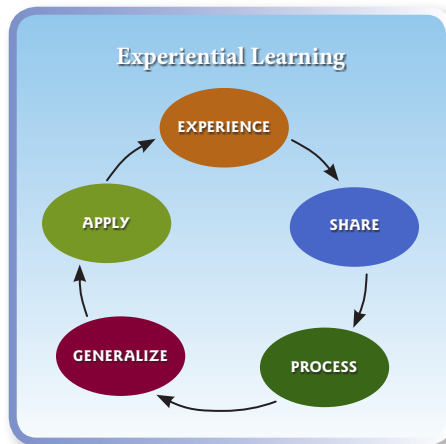 Experiential Learning
EXPERIENCE
SHARE
PROCESS
GENERALIZE
APPLY